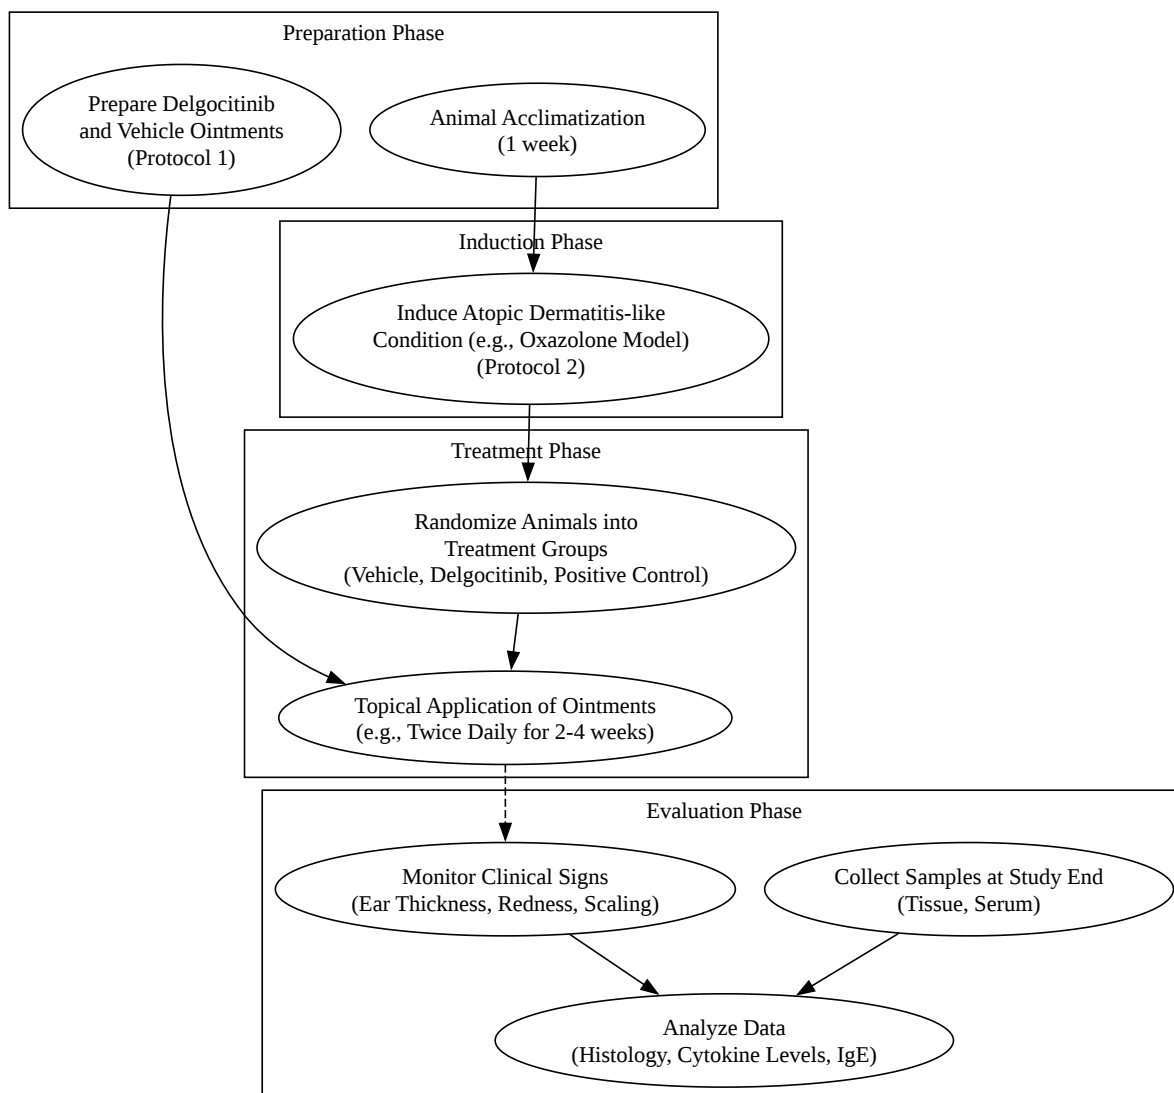 Preparation Phase
Prepare Delgocitinib
and Vehicle Ointments
(Protocol 1)
Animal Acclimatization
(1 week)
Induction Phase
Induce Atopic Dermatitis-like
Condition (e.g., Oxazolone Model)
(Protocol 2)
Treatment Phase
Randomize Animals into
Treatment Groups
(Vehicle, Delgocitinib, Positive Control)
Topical Application of Ointments
(e.g., Twice Daily for 2-4 weeks)
Evaluation Phase
Monitor Clinical Signs
(Ear Thickness, Redness, Scaling)
Collect Samples at Study End
(Tissue, Serum)
Analyze Data
(Histology, Cytokine Levels, IgE)